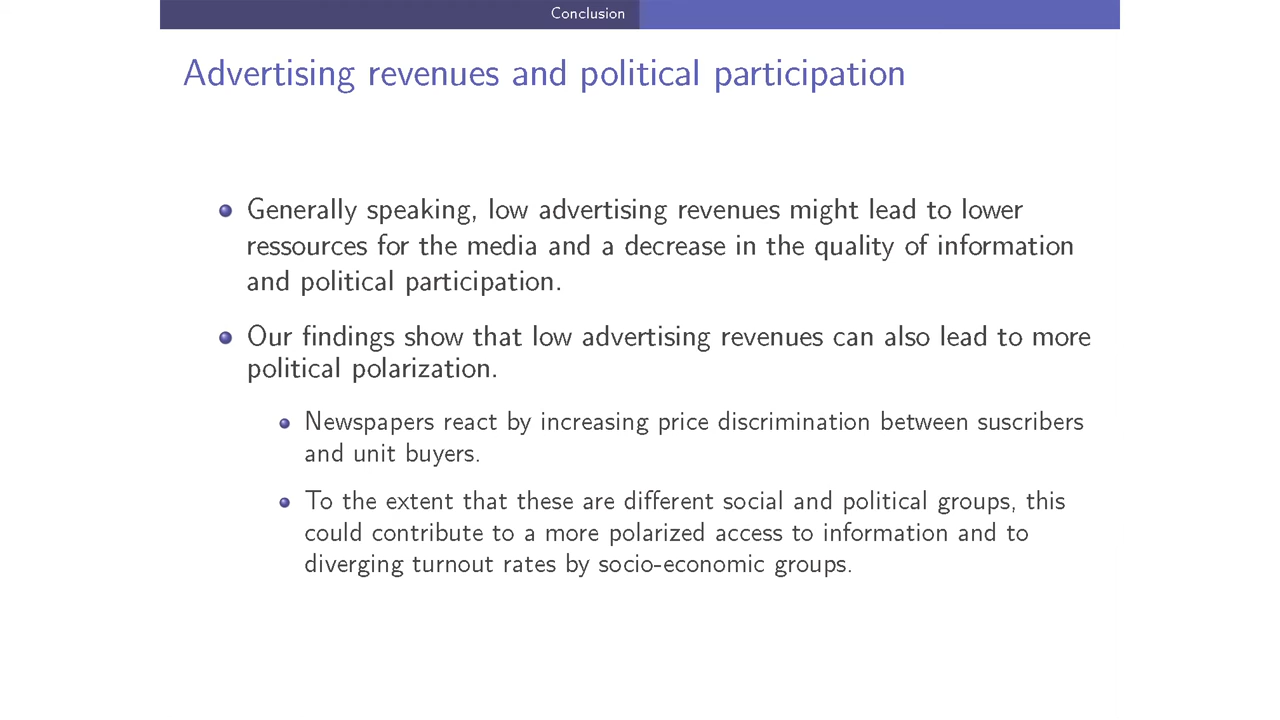 Conclusion
Advertising revenues and political participation
Generally speaking, low advertising revenues might lead to lower
ressources for the media and a decrease in the quality of information
and political participation.
Our findings show that low advertising revenues can also lead to more
political polarization.
Newspapers react by increasing price discrimination between suscribers
and unit buyers.
To the extent that these are different social and political groups, this
could contribute to a more polarized access to information and to
diverging turnout rates by socio-economic groups.